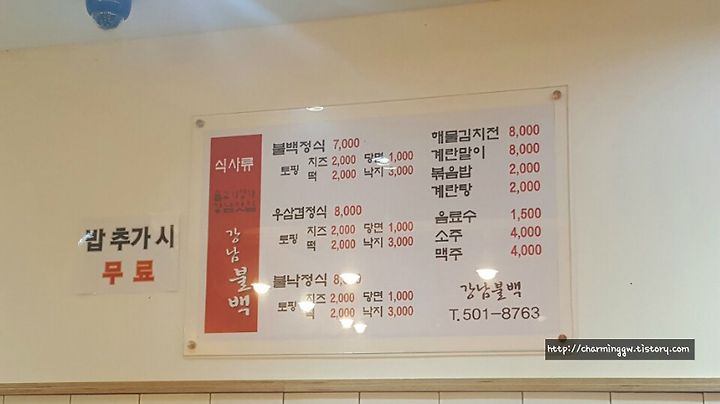 식사류
강남불백
밥 추가 시
무료
불백정식 7,000
토핑 치즈 2,000 당면 1,000
떡 2,000 낙지 3,000
우삼겹정식 8,000
토핑 치즈 2,000 당면 1,000
떡 2,000 낙지 3,000
불낙정식
토핑 치즈 2,000 당면 1,000
떡 2,000 낙지 3,000
해물김치전 8,000
계란말이 8,000
볶음밥 2,000
계란탕 2,000
음료수 1,500
소주 4,000
맥주 4,000
강남불백
T.501-8763
http://charminggw.tistory.com